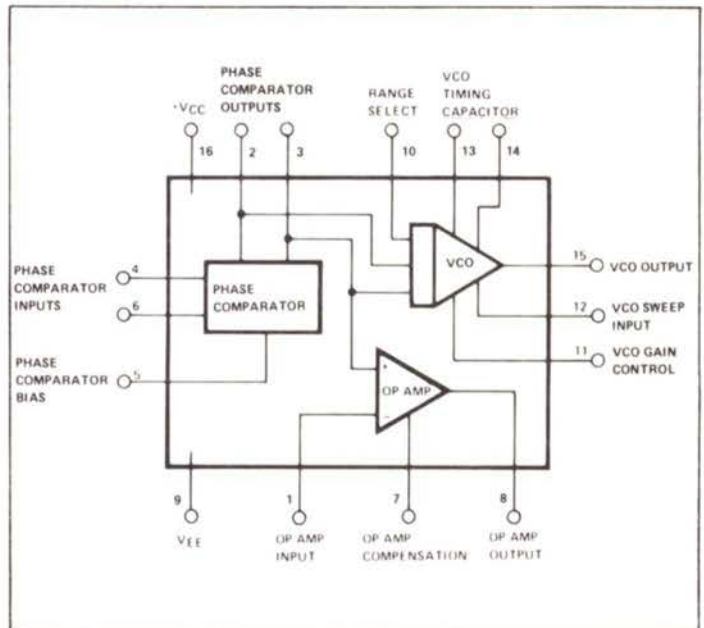 PHASE
COMPARATOR
OUTPUTS
+VCC
16
2
3
RANGE
SELECT
10
VCO
TIMING
CAPACITOR
13
14
PHASE
COMPARATOR
INPUTS
4
6
PHASE
COMPARATOR
VCO
15
VCO OUTPUT
12
VCO SWEEP
INPUT
11
VCO GAIN
CONTROL
PHASE
COMPARATOR
BIAS
5
+
OP AMP
−
9
VEE
1
OP AMP
INPUT
7
OP AMP
COMPENSATION
8
OP AMP
OUTPUT